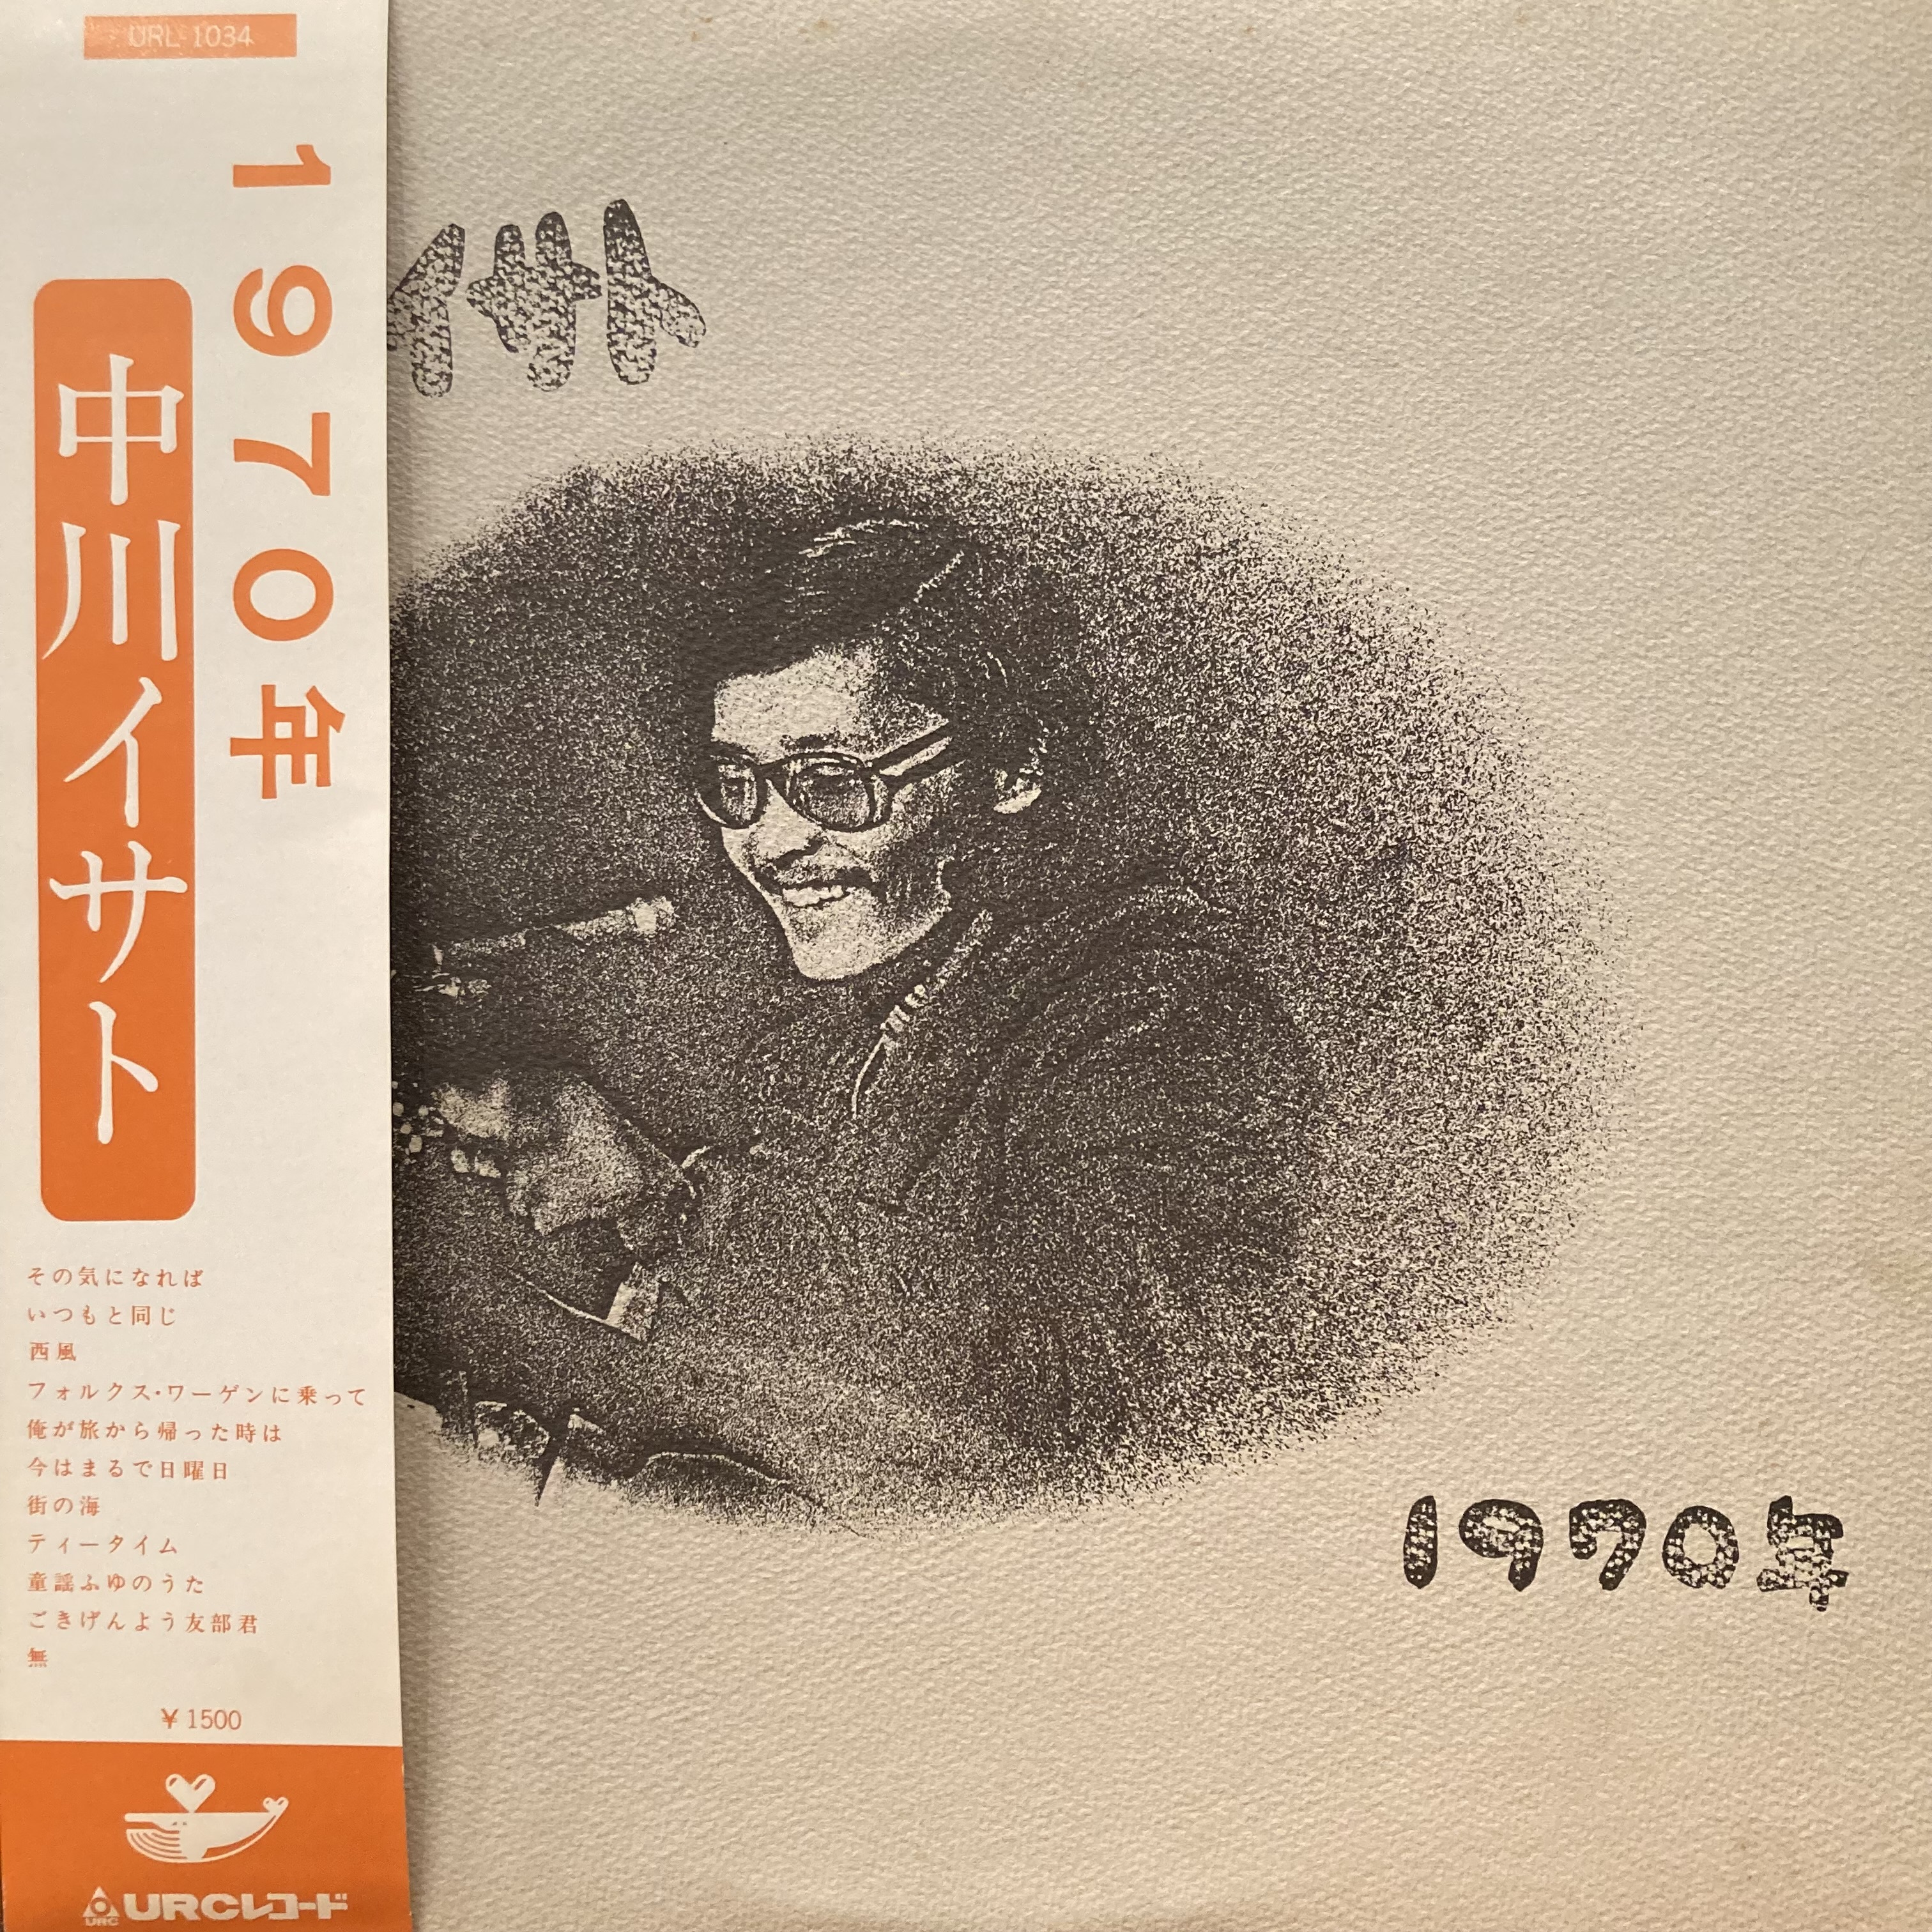 URL 1034
1970年
中川イサト
その気になれば
いつもと同じ
西風
フォルクス・ワーゲンに乗って
俺が旅から帰った時は
今はまるで日曜日
街の海
ティータイム
童謡ふゆのうた
ごきげんよう友部君
無
¥1500
URC
URCレコード
イサト
1970年